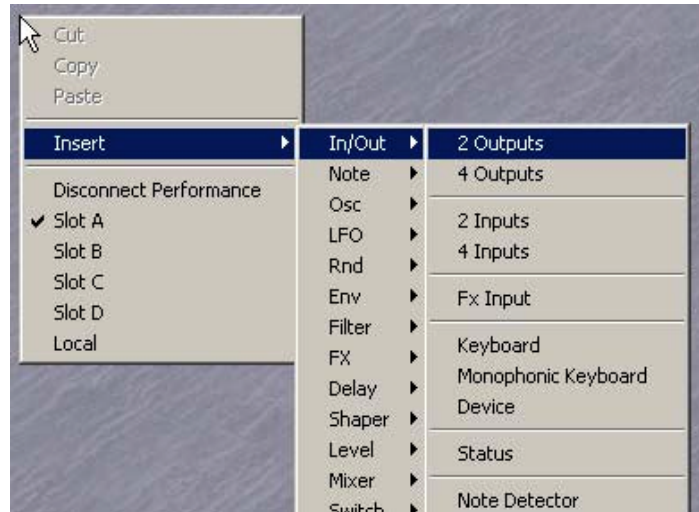 Cut
Copy
Paste
Insert
Disconnect Performance
Slot A
Slot B
Slot C
Slot D
Local
In/Out
Note
Osc
LFO
Rnd
Env
Filter
FX
Delay
Shaper
Level
Mixer
Switch
2 Outputs
4 Outputs
2 Inputs
4 Inputs
Fx Input
Keyboard
Monophonic Keyboard
Device
Status
Note Detector